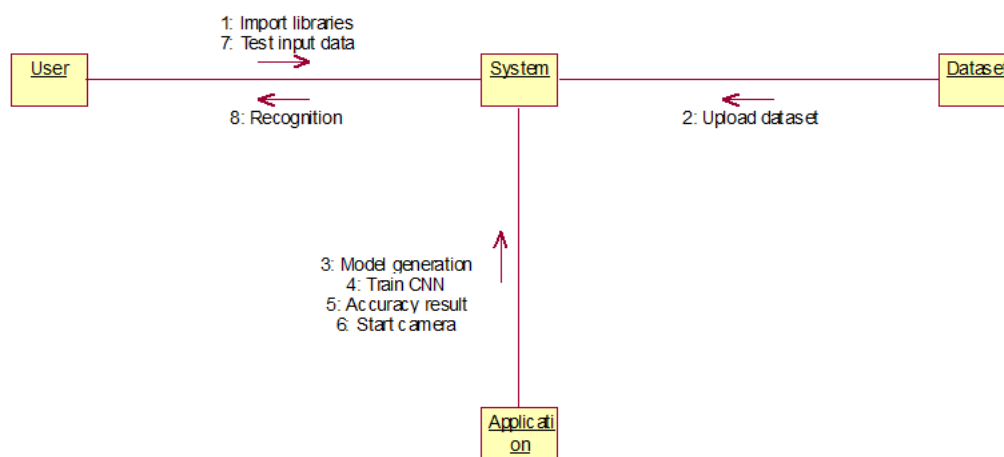 1: Import libraries
7: Test input data
User
System
Dataset
8: Recognition
2: Upload dataset
3: Model generation
4: Train CNN
5: Accuracy result
6: Start camera
Applicati
on